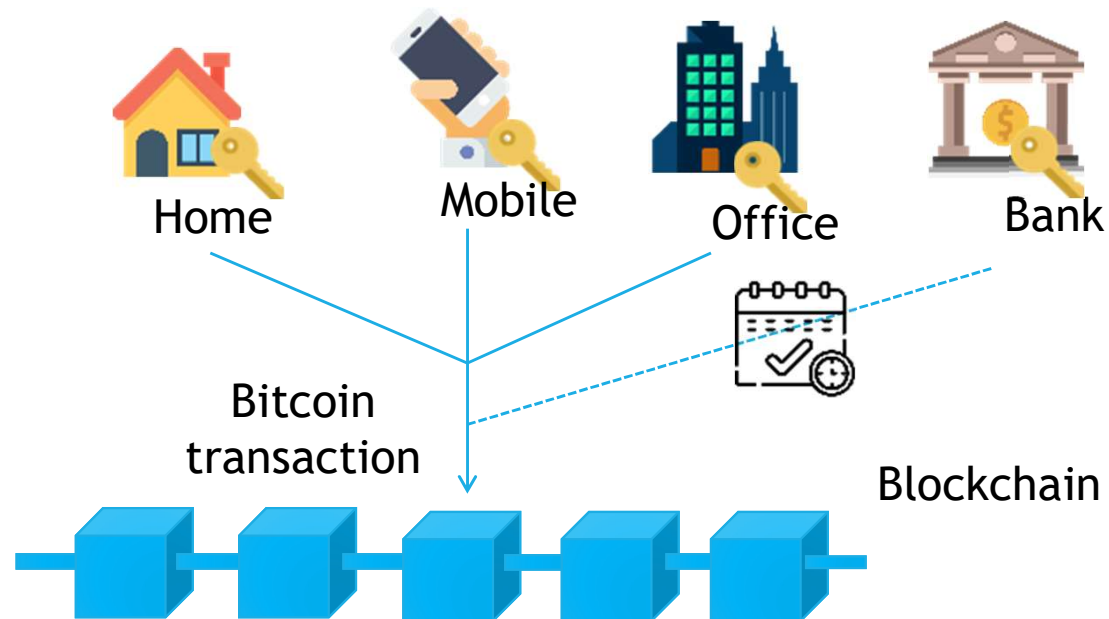 Home
Mobile
Office
Bank
Bitcoin
transaction
Blockchain